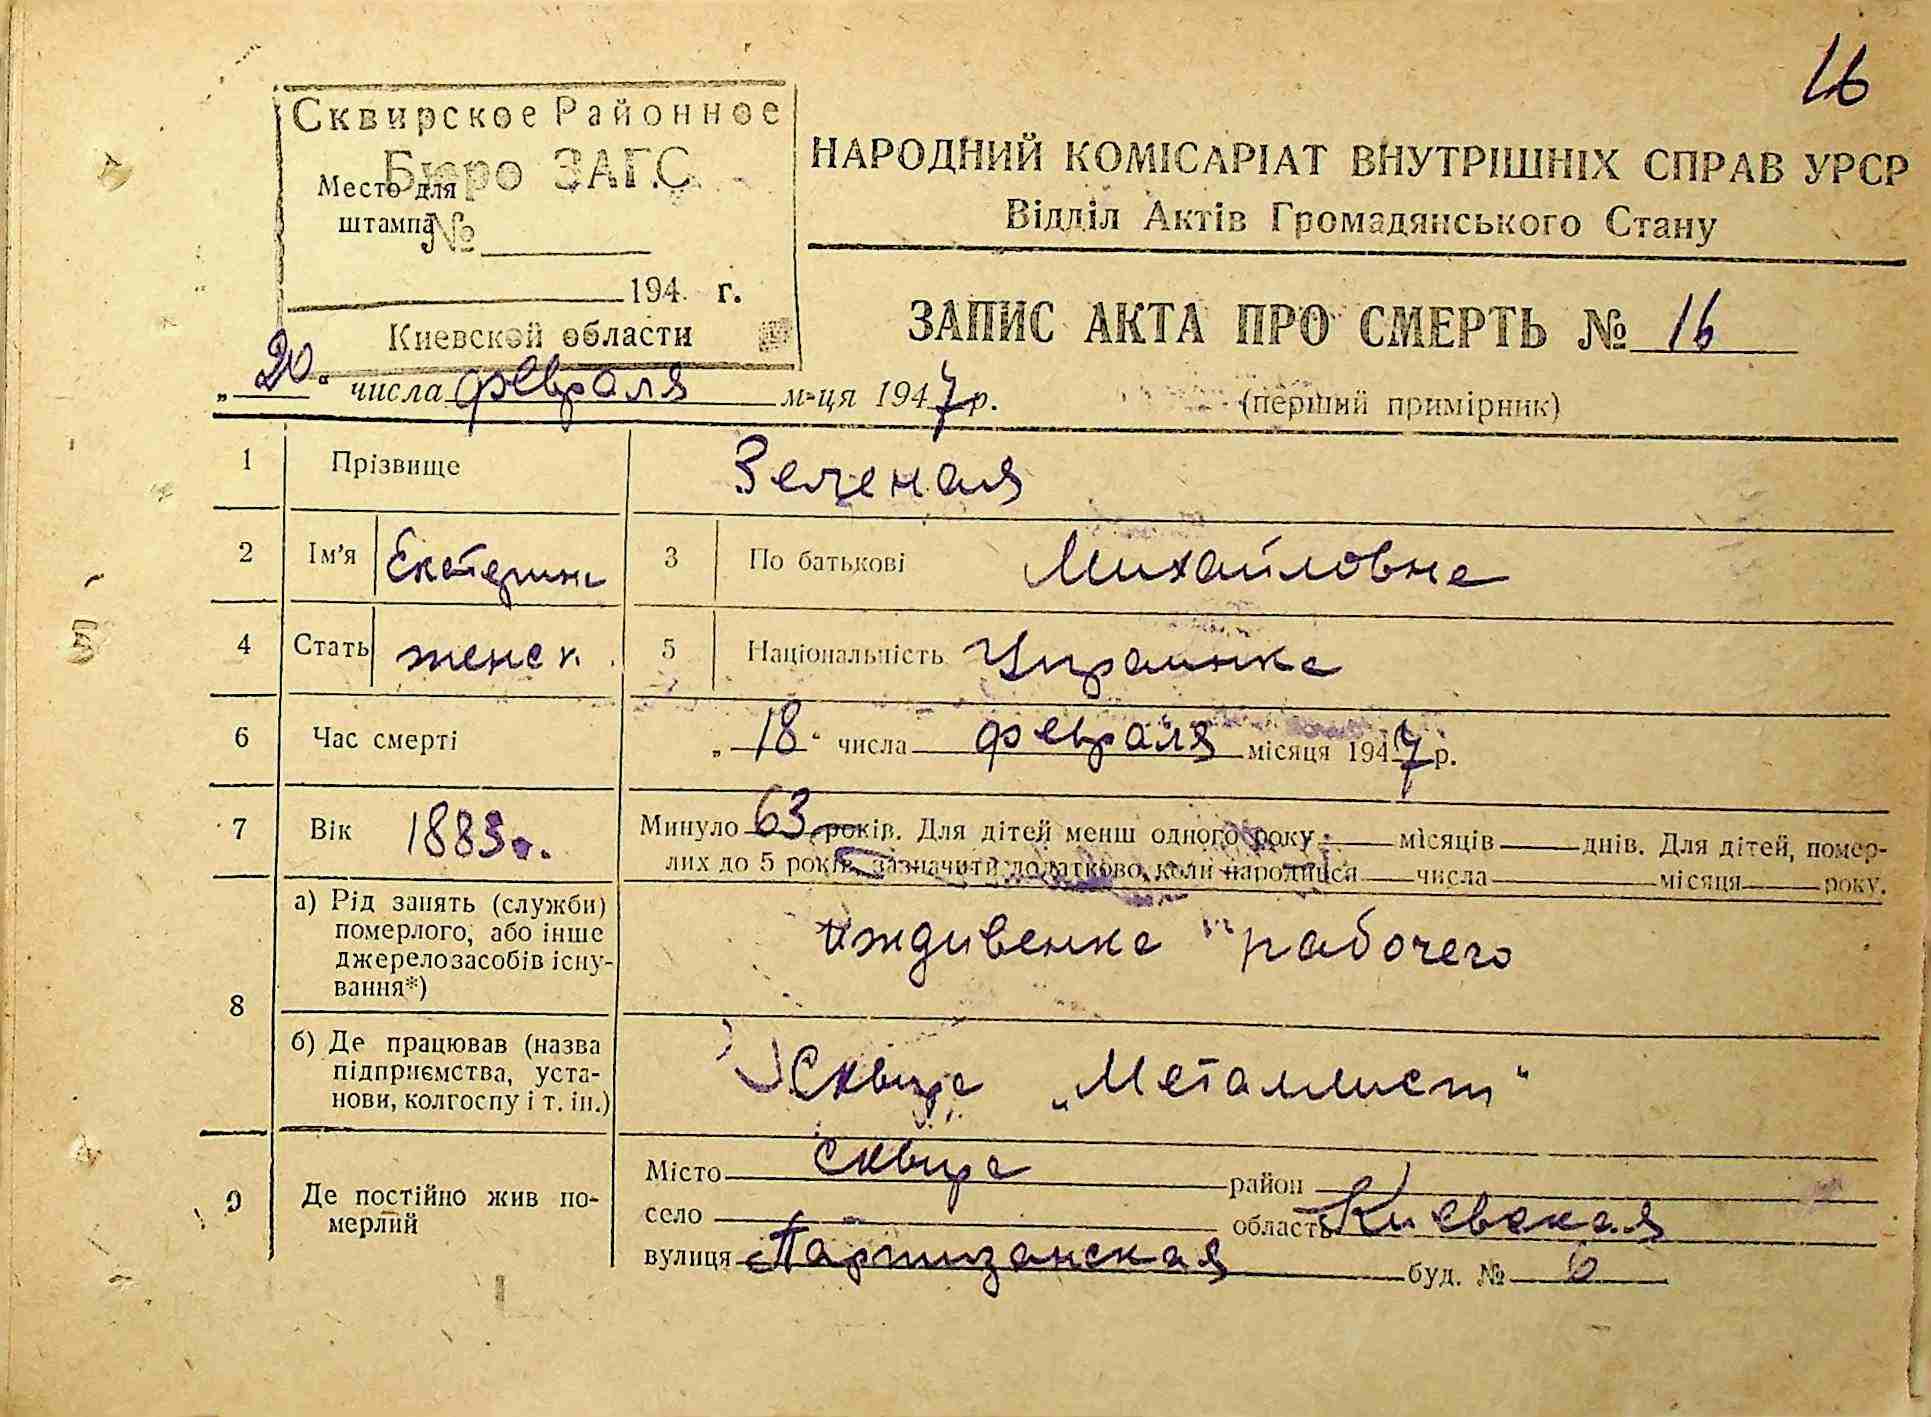 16
Сквирское Районное
Бюро ЗАГС
Место для
штампа
№
194 г.
Киевской области
НАРОДНИЙ КОМІСАРІАТ ВНУТРІШНІХ СПРАВ УРСР
Відділ Актів Громадянського Стану
ЗАПИС АКТА ПРО СМЕРТЬ № 16
„20“ числа февраля м-ця 1947 р.
(перший примірник)
1 Прізвище Зеленая
2 Ім'я Екатерина 3 По батькові Михайловна
4 Стать женск. 5 Національність Украинка
6 Час смерті „18“ числа февраля місяця 1947 р.
7 Вік 1883 г. Минуло 63 років. Для дітей менш одного року: місяців днів. Для дітей, помер-
лих до 5 років, зазначити додатково, коли народився числа місяця року.
8 а) Рід занять (служби)
померлого, або інше
джерело засобів існу-
вання*)
иждивенка рабочего
б) Де працював (назва
підприємства, уста-
нови, колгоспу і т. ін.)
Сквира „Металлист“
9 Де постійно жив по-
мерлий
Місто Сквира район
село область Киевская
вулиця Партизанская буд. № 6